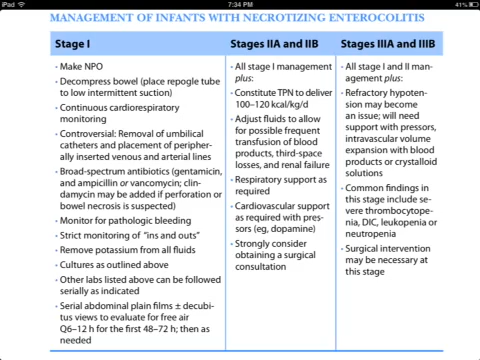 iPad 7:34 PM 41%
MANAGEMENT OF INFANTS WITH NECROTIZING ENTEROCOLITIS
Stage I
• Make NPO
• Decompress bowel (place repogle tube
to low intermittent suction)
• Continuous cardiorespiratory
monitoring
• Controversial: Removal of umbilical
catheters and placement of peripher-
ally inserted venous and arterial lines
• Broad-spectrum antibiotics (gentamicin,
and ampicillin or vancomycin; clin-
damycin may be added if perforation or
bowel necrosis is suspected)
• Monitor for pathologic bleeding
• Strict monitoring of "ins and outs"
• Remove potassium from all fluids
• Cultures as outlined above
• Other labs listed above can be followed
serially as indicated
• Serial abdominal plain films ± decubi-
tus views to evaluate for free air
Q6–12 h for the first 48–72 h; then as
needed
Stages IIA and IIB
• All stage I management
plus:
• Constitute TPN to deliver
100–120 kcal/kg/d
• Adjust fluids to allow
for possible frequent
transfusion of blood
products, third-space
losses, and renal failure
• Respiratory support as
required
• Cardiovascular support
as required with pres-
sors (eg, dopamine)
• Strongly consider
obtaining a surgical
consultation
Stages IIIA and IIIB
• All stage I and II man-
agement plus:
• Refractory hypoten-
sion may become
an issue; will need
support with pressors,
intravascular volume
expansion with blood
products or crystalloid
solutions
• Common findings in
this stage include se-
vere thrombocytope-
nia, DIC, leukopenia or
neutropenia
• Surgical intervention
may be necessary at
this stage